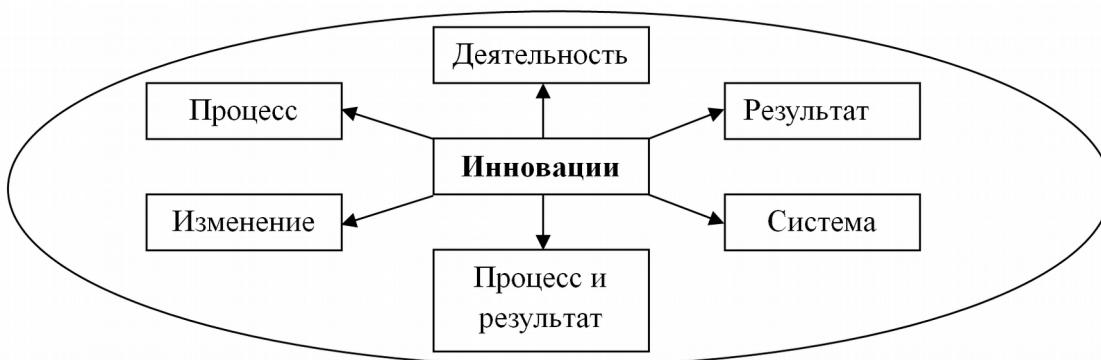 Деятельность
Процесс
Результат
Инновации
Изменение
Система
Процесс и
результат